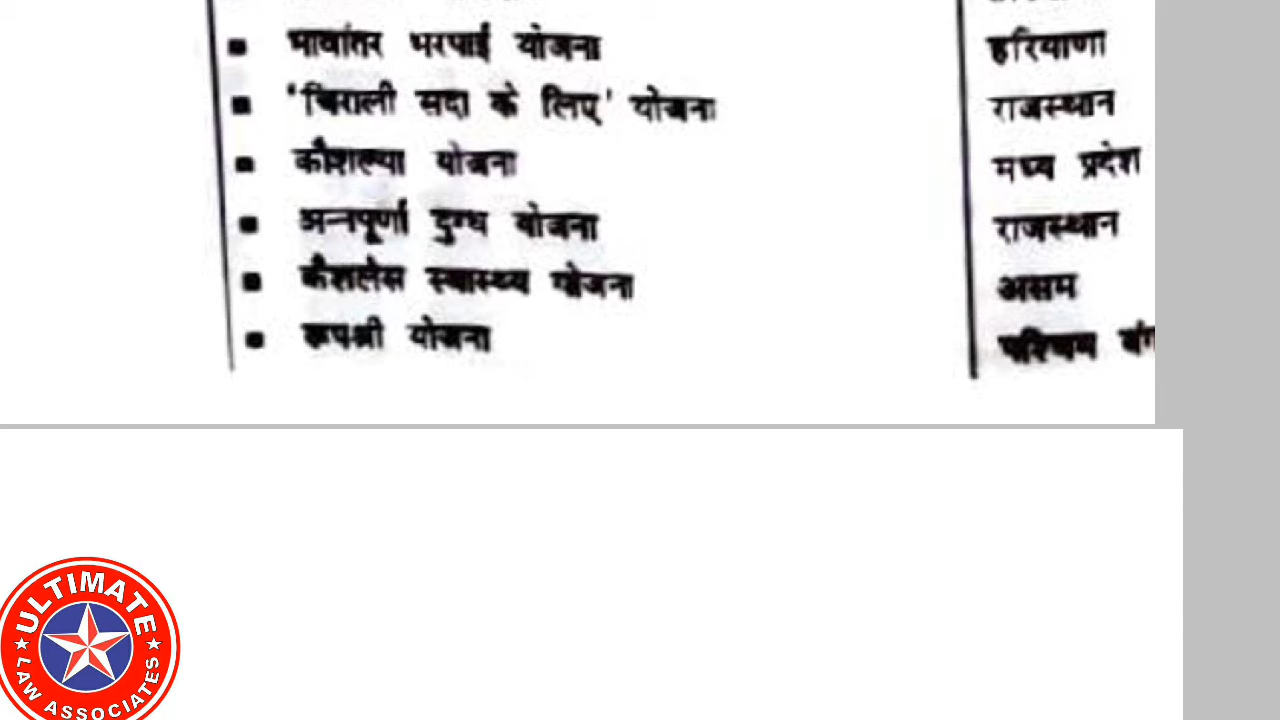 भावांतर भरपाई योजना हरियाणा
'चिराली सदा के लिए' योजना राजस्थान
कौशल्या योजना मध्य प्रदेश
अन्नपूर्णा दुग्ध योजना राजस्थान
कैशलेस स्वास्थ्य योजना असम
रूपश्री योजना पश्चिम
ULTIMATE
LAW ASSOCIATES